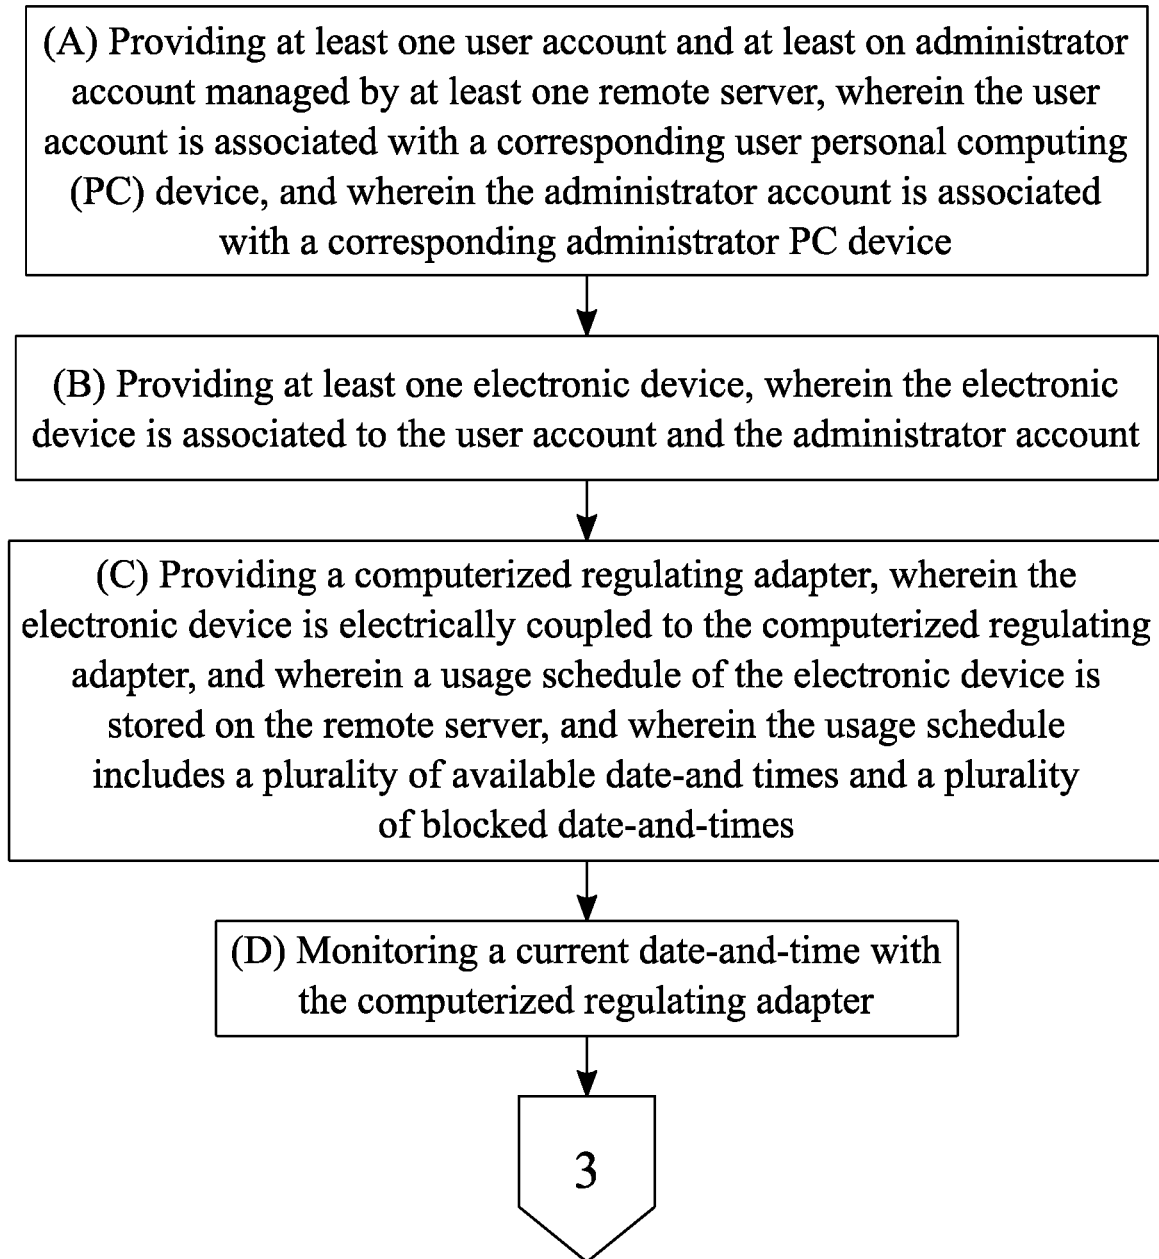 (A) Providing at least one user account and at least on administrator
account managed by at least one remote server, wherein the user
account is associated with a corresponding user personal computing
(PC) device, and wherein the administrator account is associated
with a corresponding administrator PC device
(B) Providing at least one electronic device, wherein the electronic
device is associated to the user account and the administrator account
(C) Providing a computerized regulating adapter, wherein the
electronic device is electrically coupled to the computerized regulating
adapter, and wherein a usage schedule of the electronic device is
stored on the remote server, and wherein the usage schedule
includes a plurality of available date-and times and a plurality
of blocked date-and-times
(D) Monitoring a current date-and-time with
the computerized regulating adapter
3